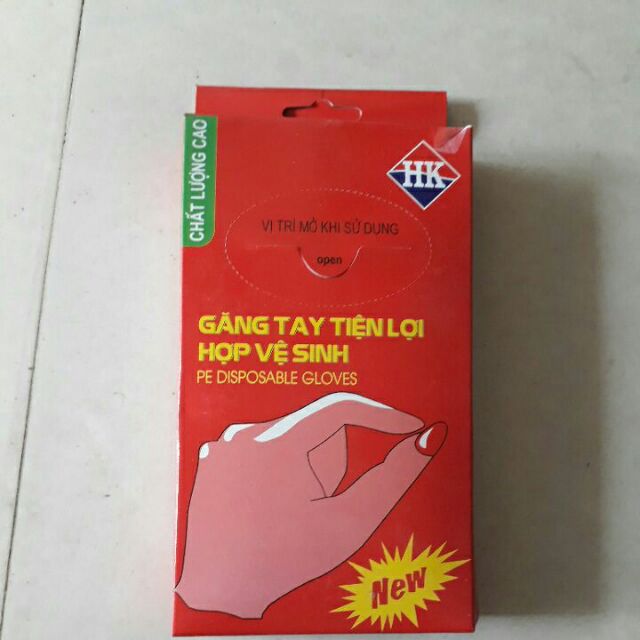 CHẤT LƯỢNG CAO
HK
VỊ TRÍ MỞ KHI SỬ DỤNG
open
GĂNG TAY TIỆN LỢI
HỢP VỆ SINH
PE DISPOSABLE GLOVES
New